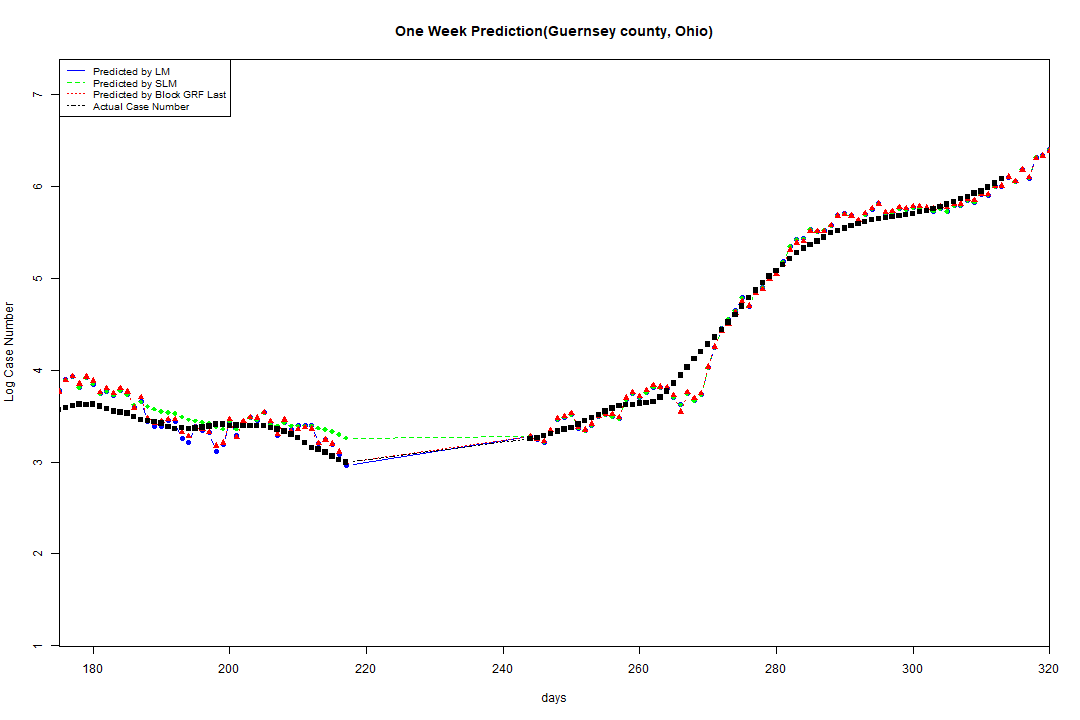 One Week Prediction(Guernsey county, Ohio)
Predicted by LM
Predicted by SLM
Predicted by Block GRF Last
Actual Case Number
7
6
5
4
3
2
1
Log Case Number
180 200 220 240 260 280 300 320
days